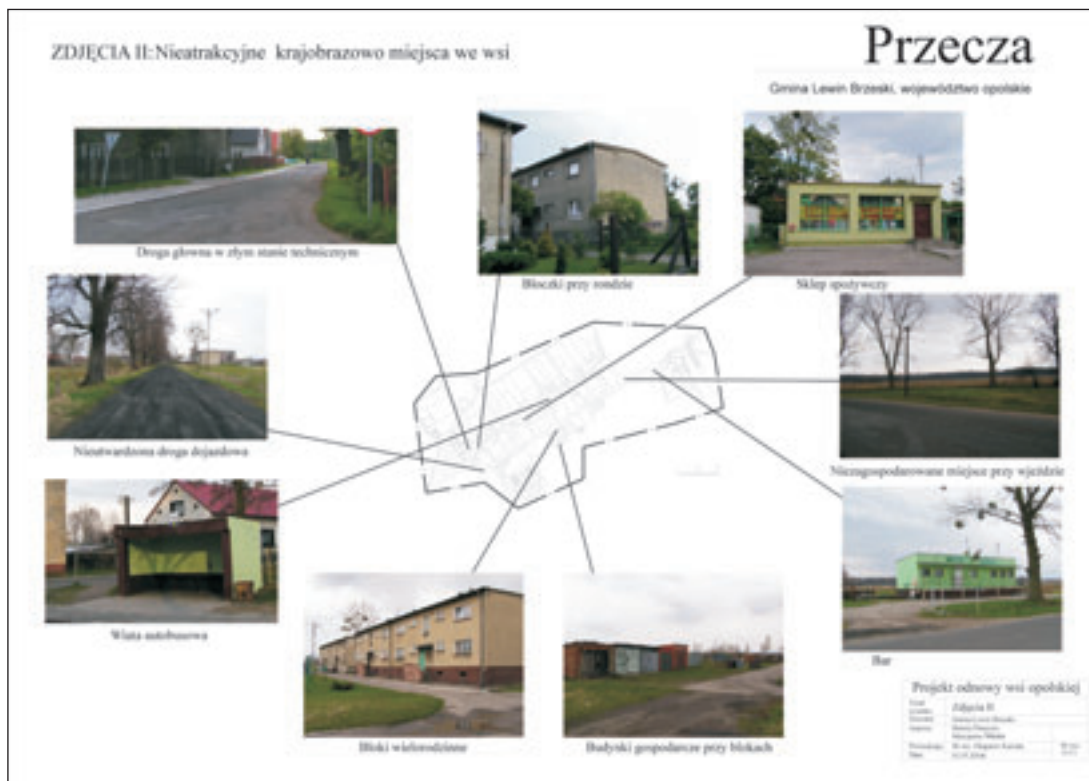 ZDJĘCIA II:Nieatrakcyjne krajobrazowo miejsca we wsi
Przecza
Gmina Lewin Brzeski, województwo opolskie
Droga głowna w złym stanie technicznym
Bloczki przy rondzie
Sklep spożywczy
Nieutwardzona droga dojazdowa
Niezagospodarowane miejsce przy wjeździe
Wiata autobusowa
Bar
Bloki wielorodzinne
Budynki gospodarcze przy blokach
Projekt odnowy wsi opolskiej
Zdjęcia II